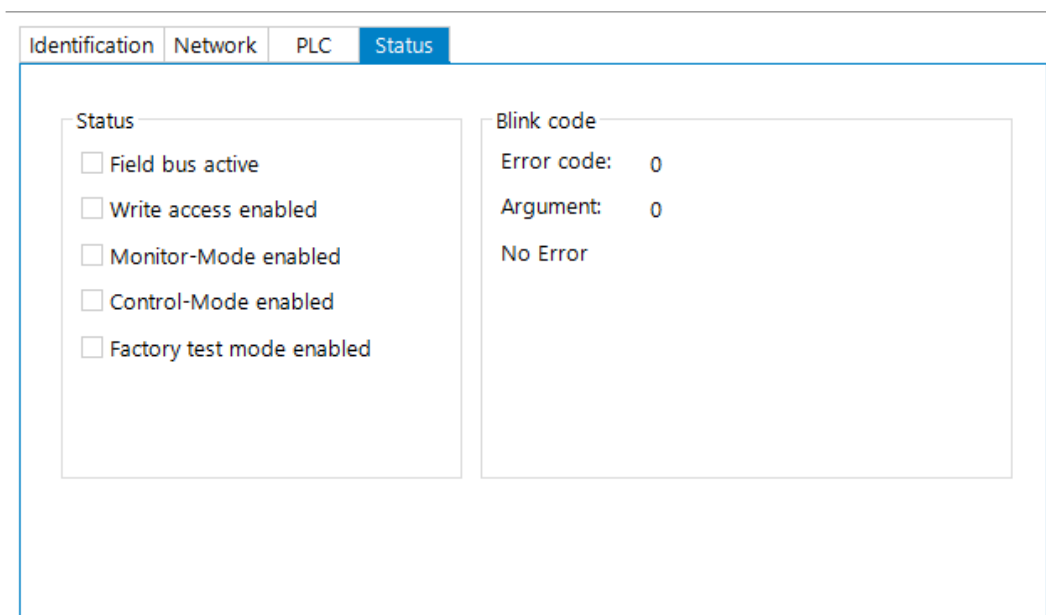 Identification Network PLC Status
Status
Field bus active
Write access enabled
Monitor-Mode enabled
Control-Mode enabled
Factory test mode enabled
Blink code
Error code: 0
Argument: 0
No Error